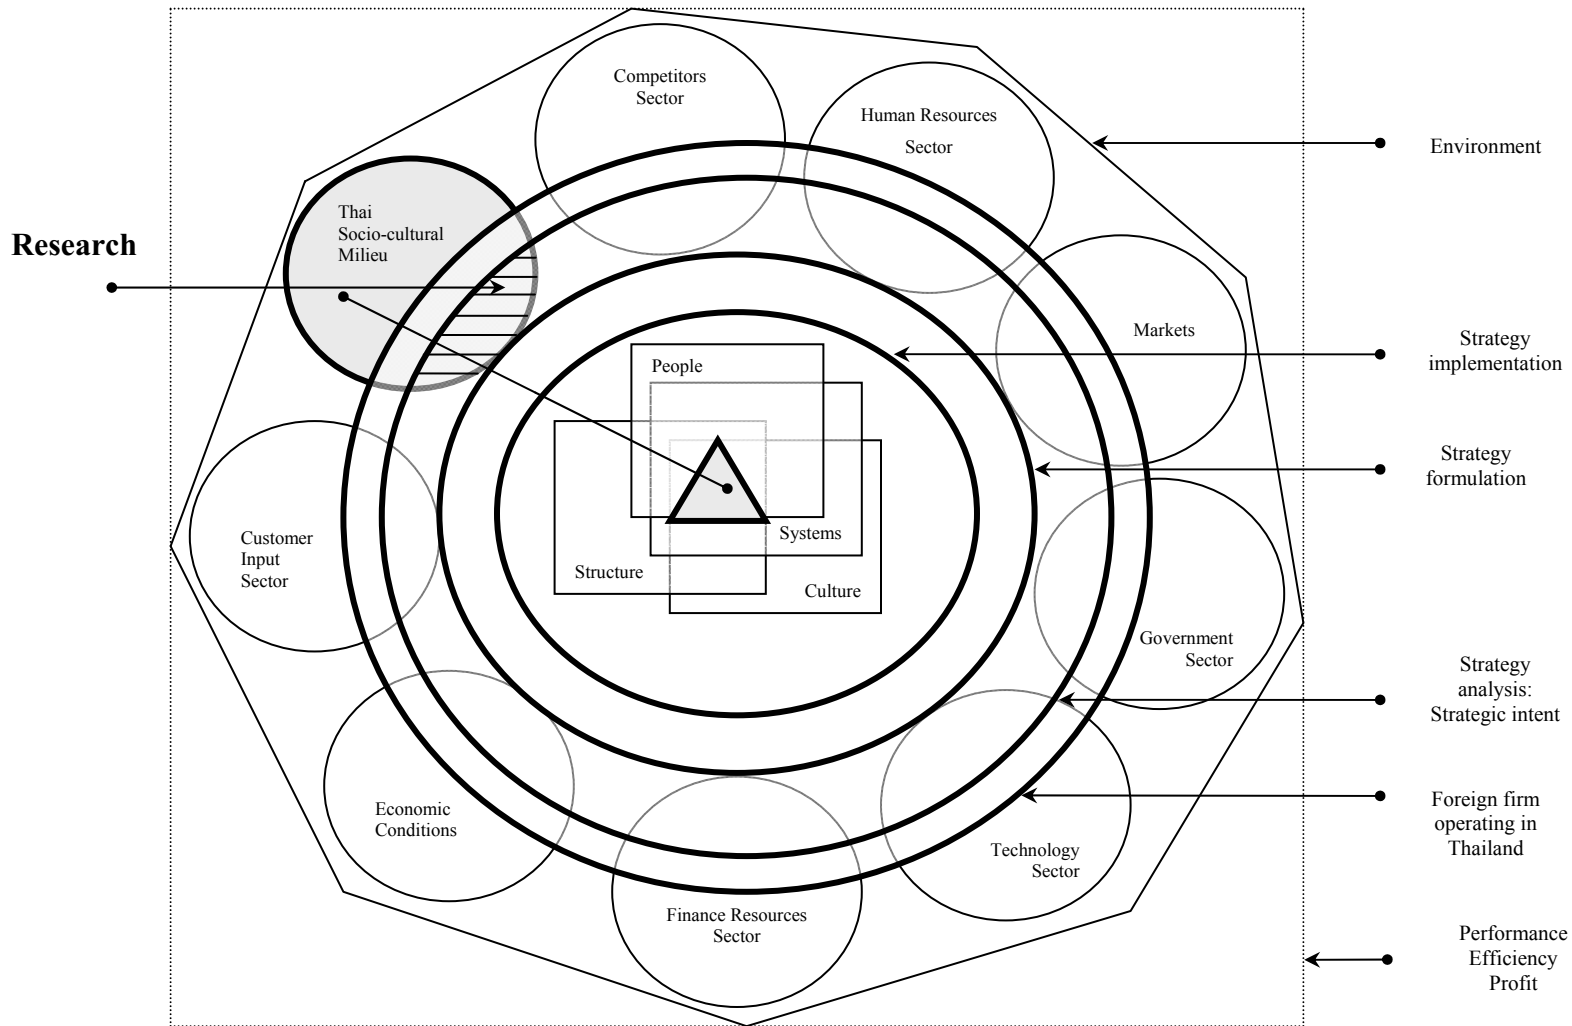 Competitors
Sector
Human Resources
Sector
Environment
Thai
Socio-cultural
Milieu
Research
Markets
Strategy
implementation
People
Strategy
formulation
Systems
Structure
Culture
Customer
Input
Sector
Government
Sector
Strategy
analysis:
Strategic intent
Economic
Conditions
Foreign firm
operating in
Thailand
Technology
Sector
Finance Resources
Sector
Performance
Efficiency
Profit